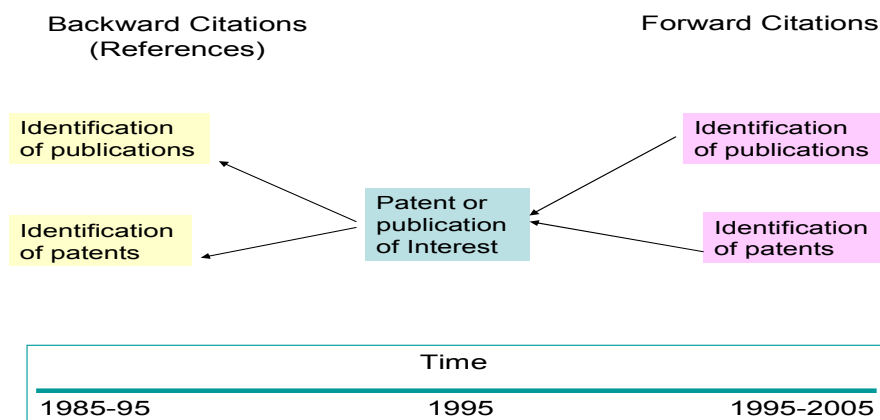 Backward Citations
(References)
Forward Citations
Identification
of publications
Identification
of publications
Patent or
publication
of Interest
Identification
of patents
Identification
of patents
Time
1985-95
1995
1995-2005